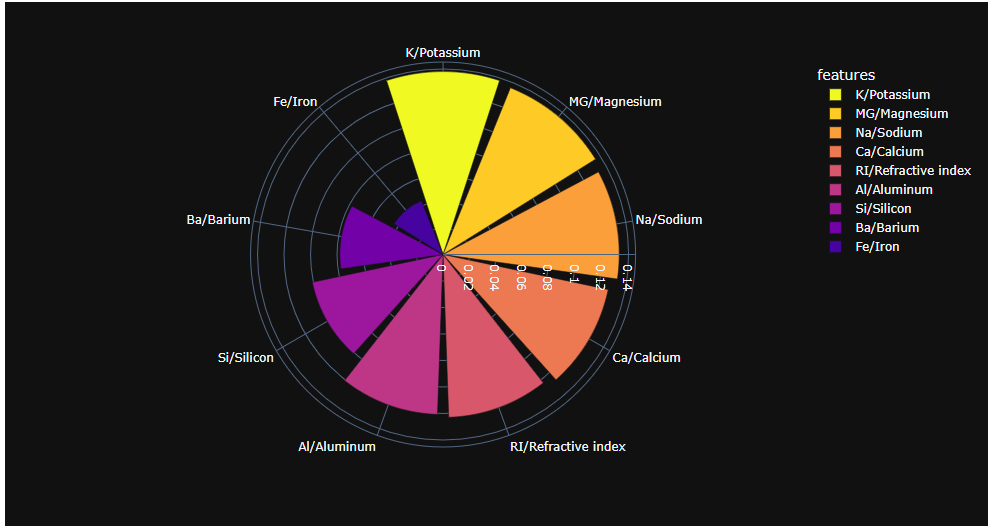 K/Potassium
Fe/Iron
MG/Magnesium
Ba/Barium
Na/Sodium
0
0.02
0.04
0.06
0.08
0.1
0.12
0.14
Si/Silicon
Ca/Calcium
Al/Aluminum
RI/Refractive index
features
K/Potassium
MG/Magnesium
Na/Sodium
Ca/Calcium
RI/Refractive index
Al/Aluminum
Si/Silicon
Ba/Barium
Fe/Iron